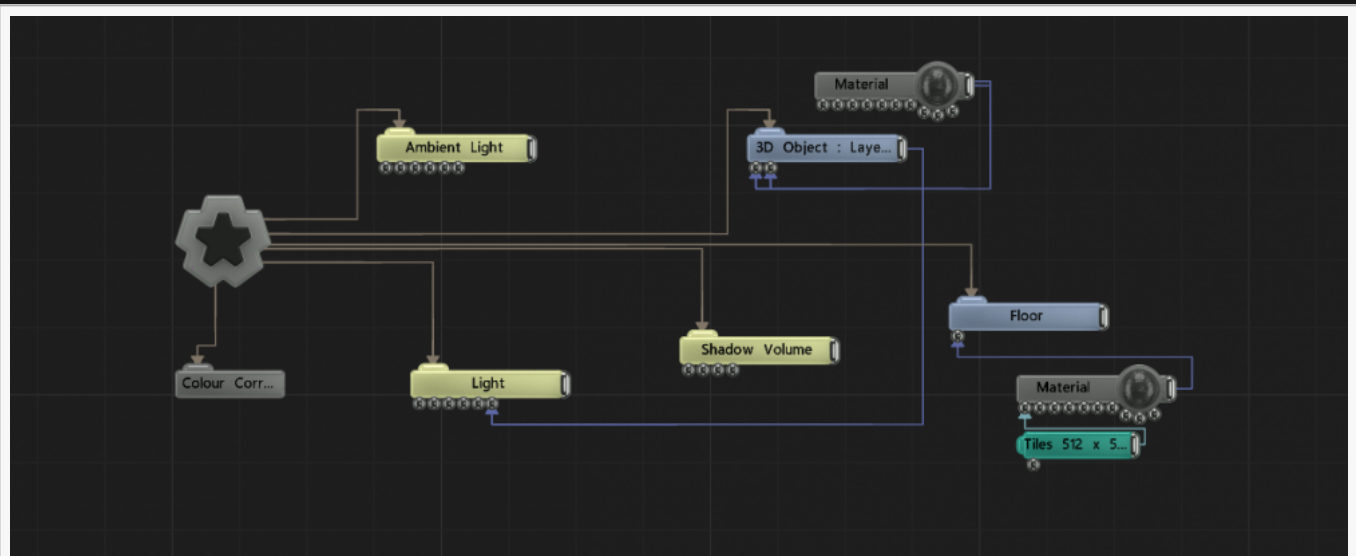 Material
Ambient Light
3D Object : Laye...
Floor
Shadow Volume
Colour Corr...
Light
Material
Tiles 512 x 5...